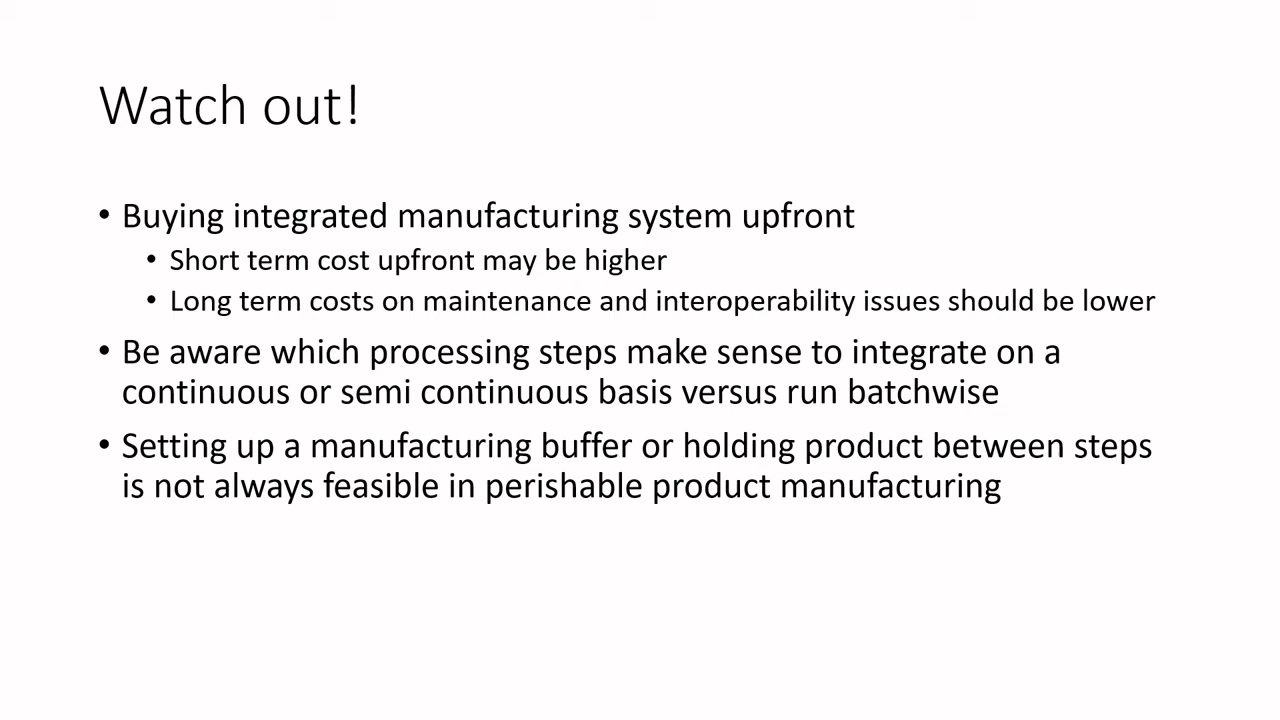 Watch out!
• Buying integrated manufacturing system upfront
• Short term cost upfront may be higher
• Long term costs on maintenance and interoperability issues should be lower
• Be aware which processing steps make sense to integrate on a
continuous or semi continuous basis versus run batchwise
• Setting up a manufacturing buffer or holding product between steps
is not always feasible in perishable product manufacturing